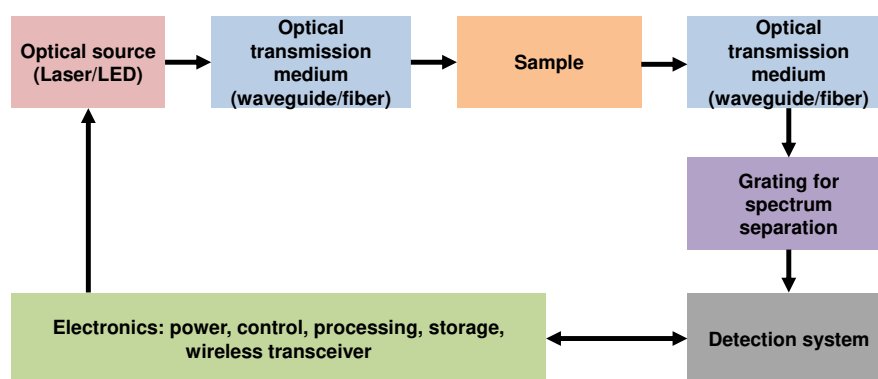 Optical source
(Laser/LED)
Optical
transmission
medium
(waveguide/fiber)
Sample
Optical
transmission
medium
(waveguide/fiber)
Grating for
spectrum
separation
Electronics: power, control, processing, storage,
wireless transceiver
Detection system